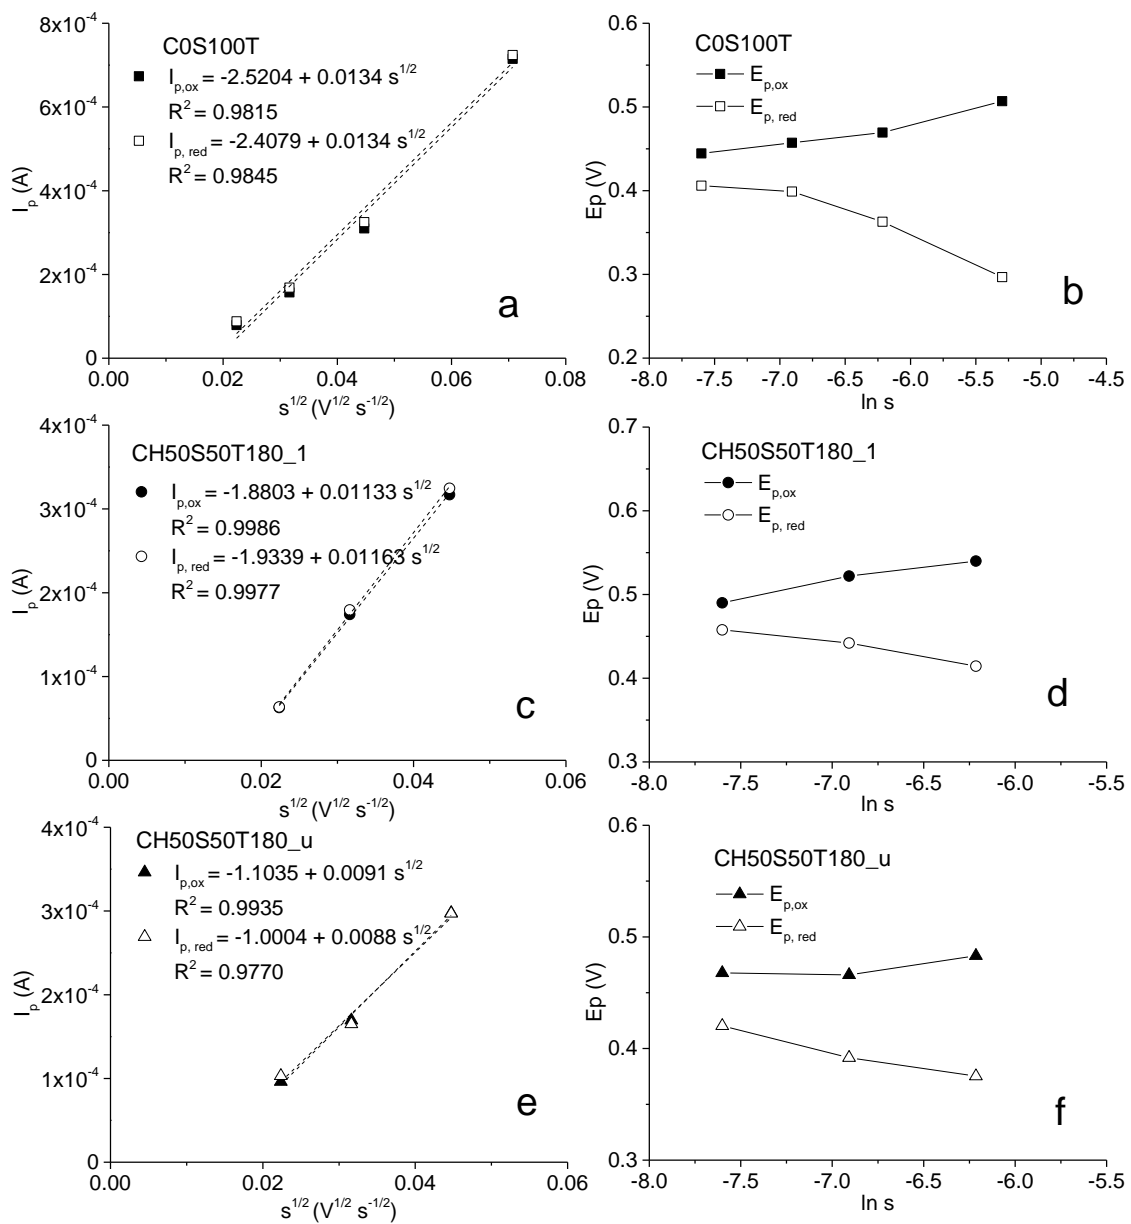 8x10⁻⁴
6x10⁻⁴
4x10⁻⁴
2x10⁻⁴
0
I_p (A)
C0S100T
I_p,ox = -2.5204 + 0.0134 s^1/2
R² = 0.9815
I_p, red = -2.4079 + 0.0134 s^1/2
R² = 0.9845
a
0.00 0.02 0.04 0.06 0.08
s^1/2 (V^1/2 s^-1/2)
0.6
0.5
0.4
0.3
0.2
Ep (V)
C0S100T
E_p,ox
E_p, red
b
-8.0 -7.5 -7.0 -6.5 -6.0 -5.5 -5.0 -4.5
ln s
4x10⁻⁴
3x10⁻⁴
2x10⁻⁴
1x10⁻⁴
0
I_p (A)
CH50S50T180_1
I_p,ox = -1.8803 + 0.01133 s^1/2
R² = 0.9986
I_p, red = -1.9339 + 0.01163 s^1/2
R² = 0.9977
c
0.00 0.02 0.04 0.06
s^1/2 (V^1/2 s^-1/2)
0.7
0.6
0.5
0.4
0.3
Ep (V)
CH50S50T180_1
E_p,ox
E_p, red
d
-8.0 -7.5 -7.0 -6.5 -6.0 -5.5
ln s
4x10⁻⁴
3x10⁻⁴
2x10⁻⁴
1x10⁻⁴
0
I_p (A)
CH50S50T180_u
I_p,ox = -1.1035 + 0.0091 s^1/2
R² = 0.9935
I_p, red = -1.0004 + 0.0088 s^1/2
R² = 0.9770
e
0.00 0.02 0.04 0.06
s^1/2 (V^1/2 s^-1/2)
0.6
0.5
0.4
0.3
Ep (V)
CH50S50T180_u
E_p,ox
E_p, red
f
-8.0 -7.5 -7.0 -6.5 -6.0 -5.5
ln s